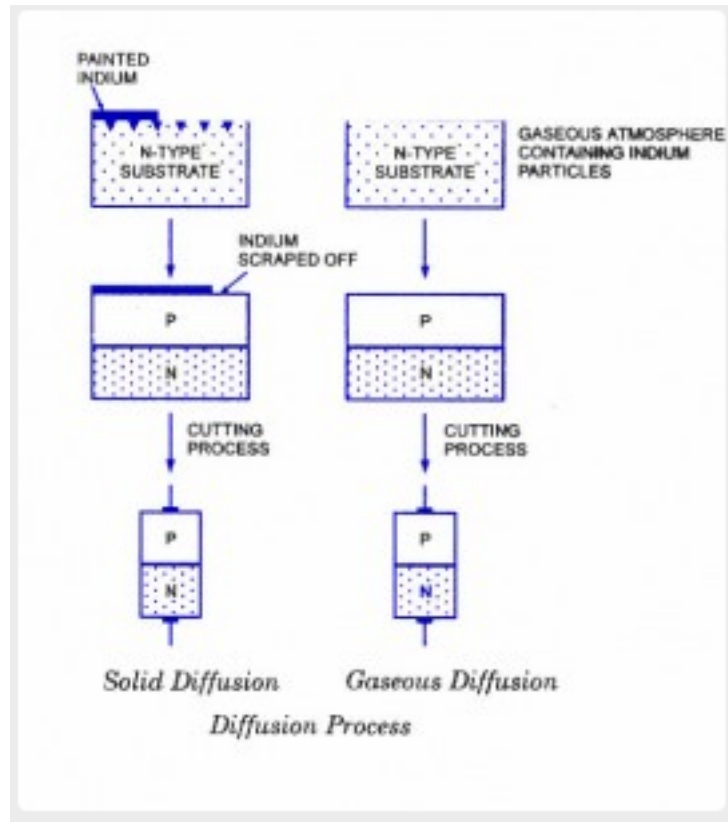 PAINTED
INDIUM
N-TYPE
SUBSTRATE
N-TYPE
SUBSTRATE
GASEOUS ATMOSPHERE
CONTAINING INDIUM
PARTICLES
INDIUM
SCRAPED OFF
P
N
P
N
CUTTING
PROCESS
CUTTING
PROCESS
P
N
P
N
Solid Diffusion
Gaseous Diffusion
Diffusion Process